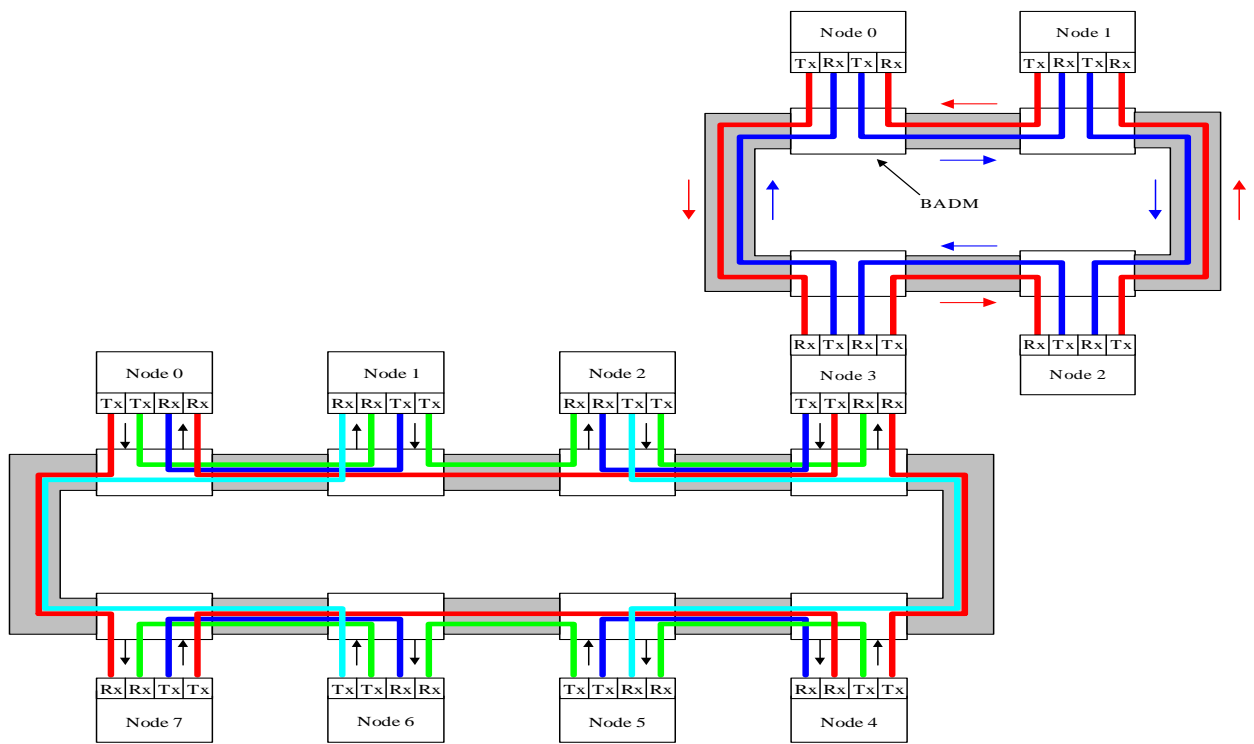 Node 0 Node 1
Tx Rx Tx Rx Tx Rx Tx Rx
BADM
Rx Tx Rx Tx Rx Tx Rx Tx
Node 0 Node 1 Node 2 Node 3 Node 2
Tx Tx Rx Rx Rx Rx Tx Tx Rx Rx Tx Tx Tx Tx Rx Rx
Rx Rx Tx Tx Tx Tx Rx Rx Tx Tx Rx Rx Rx Rx Tx Tx
Node 7 Node 6 Node 5 Node 4